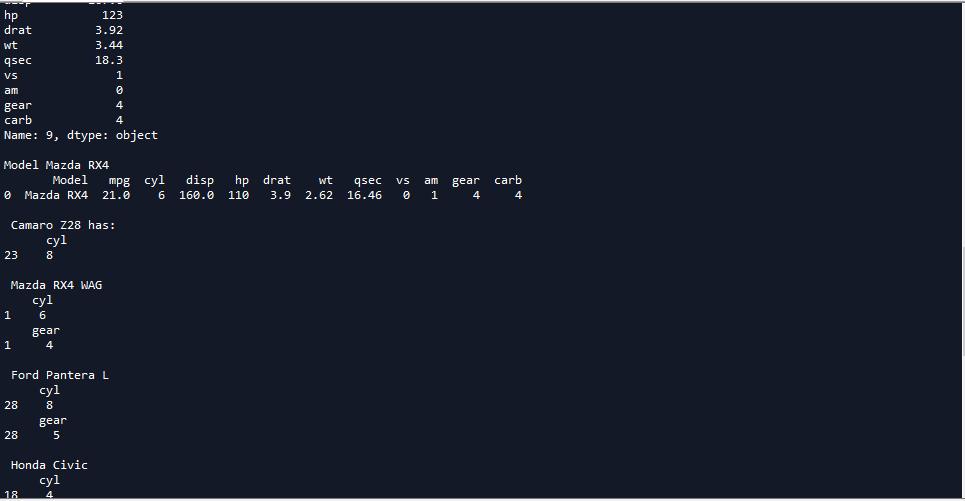 hp               123
drat            3.92
wt              3.44
qsec            18.3
vs                 1
am                 0
gear               4
carb               4
Name: 9, dtype: object

Model Mazda RX4
       Model   mpg  cyl   disp   hp  drat    wt   qsec  vs  am  gear  carb
0  Mazda RX4  21.0    6  160.0  110   3.9  2.62  16.46   0   1     4     4

 Camaro Z28 has:
      cyl
23    8

 Mazda RX4 WAG
    cyl
1    6
    gear
1     4

 Ford Pantera L
     cyl
28    8
     gear
28     5

 Honda Civic
     cyl
18    4